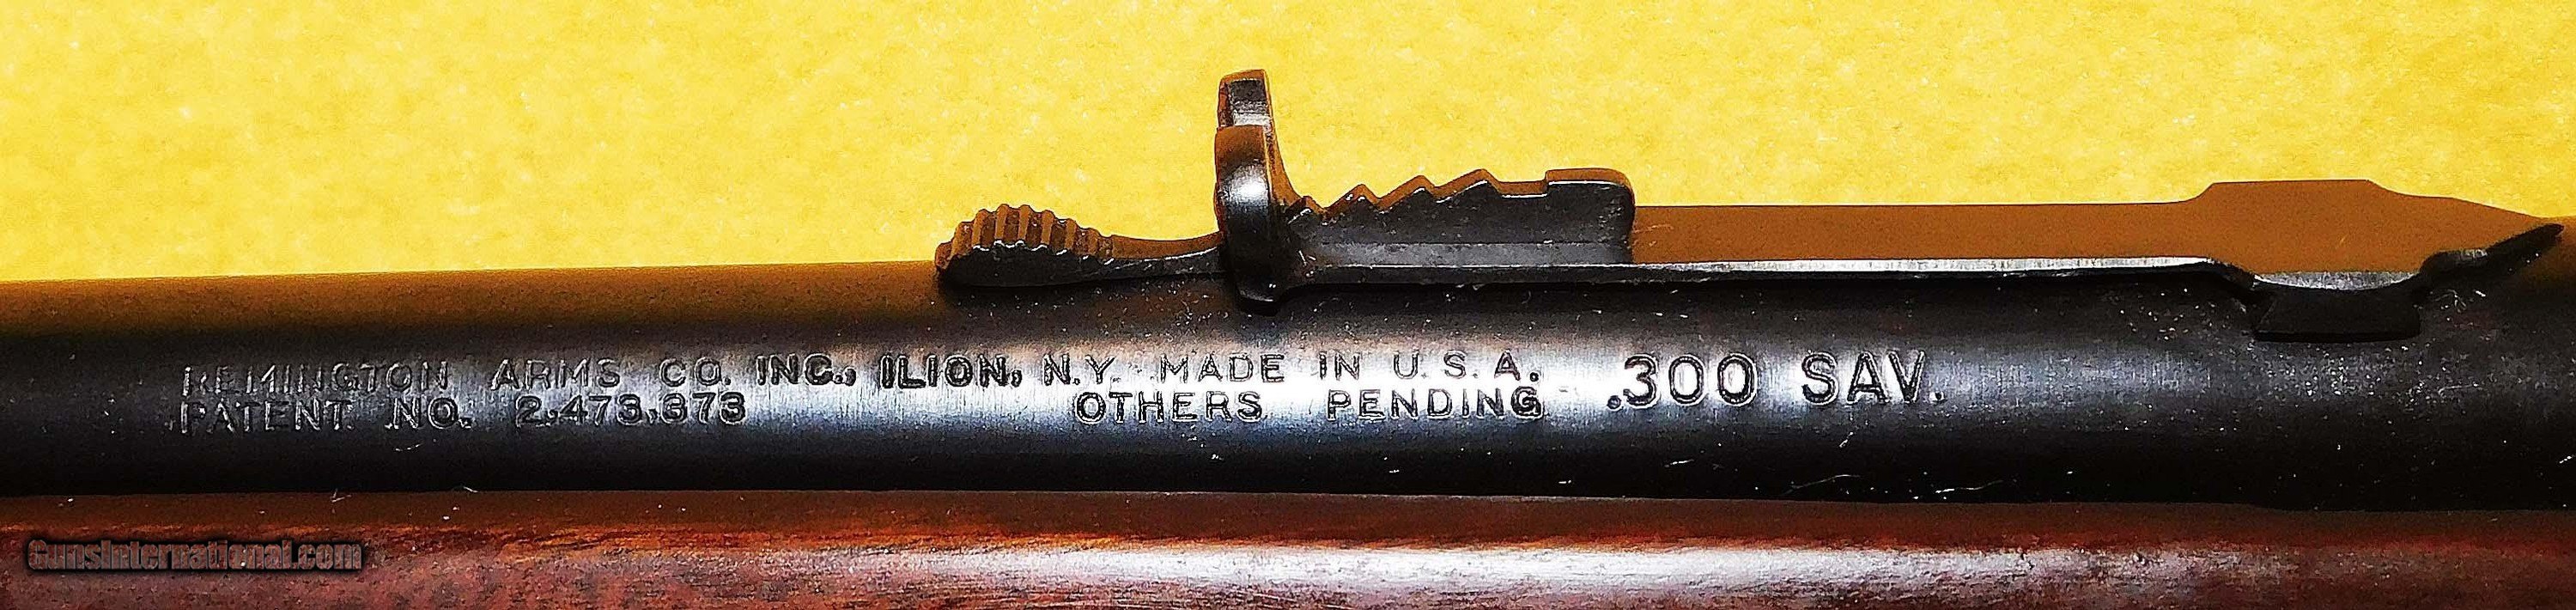 REMINGTON ARMS CO. INC., ILION, N.Y. MADE IN U.S.A.
PATENT NO. 2,473,373 OTHERS PENDING
.300 SAV.
GunsInternational.com